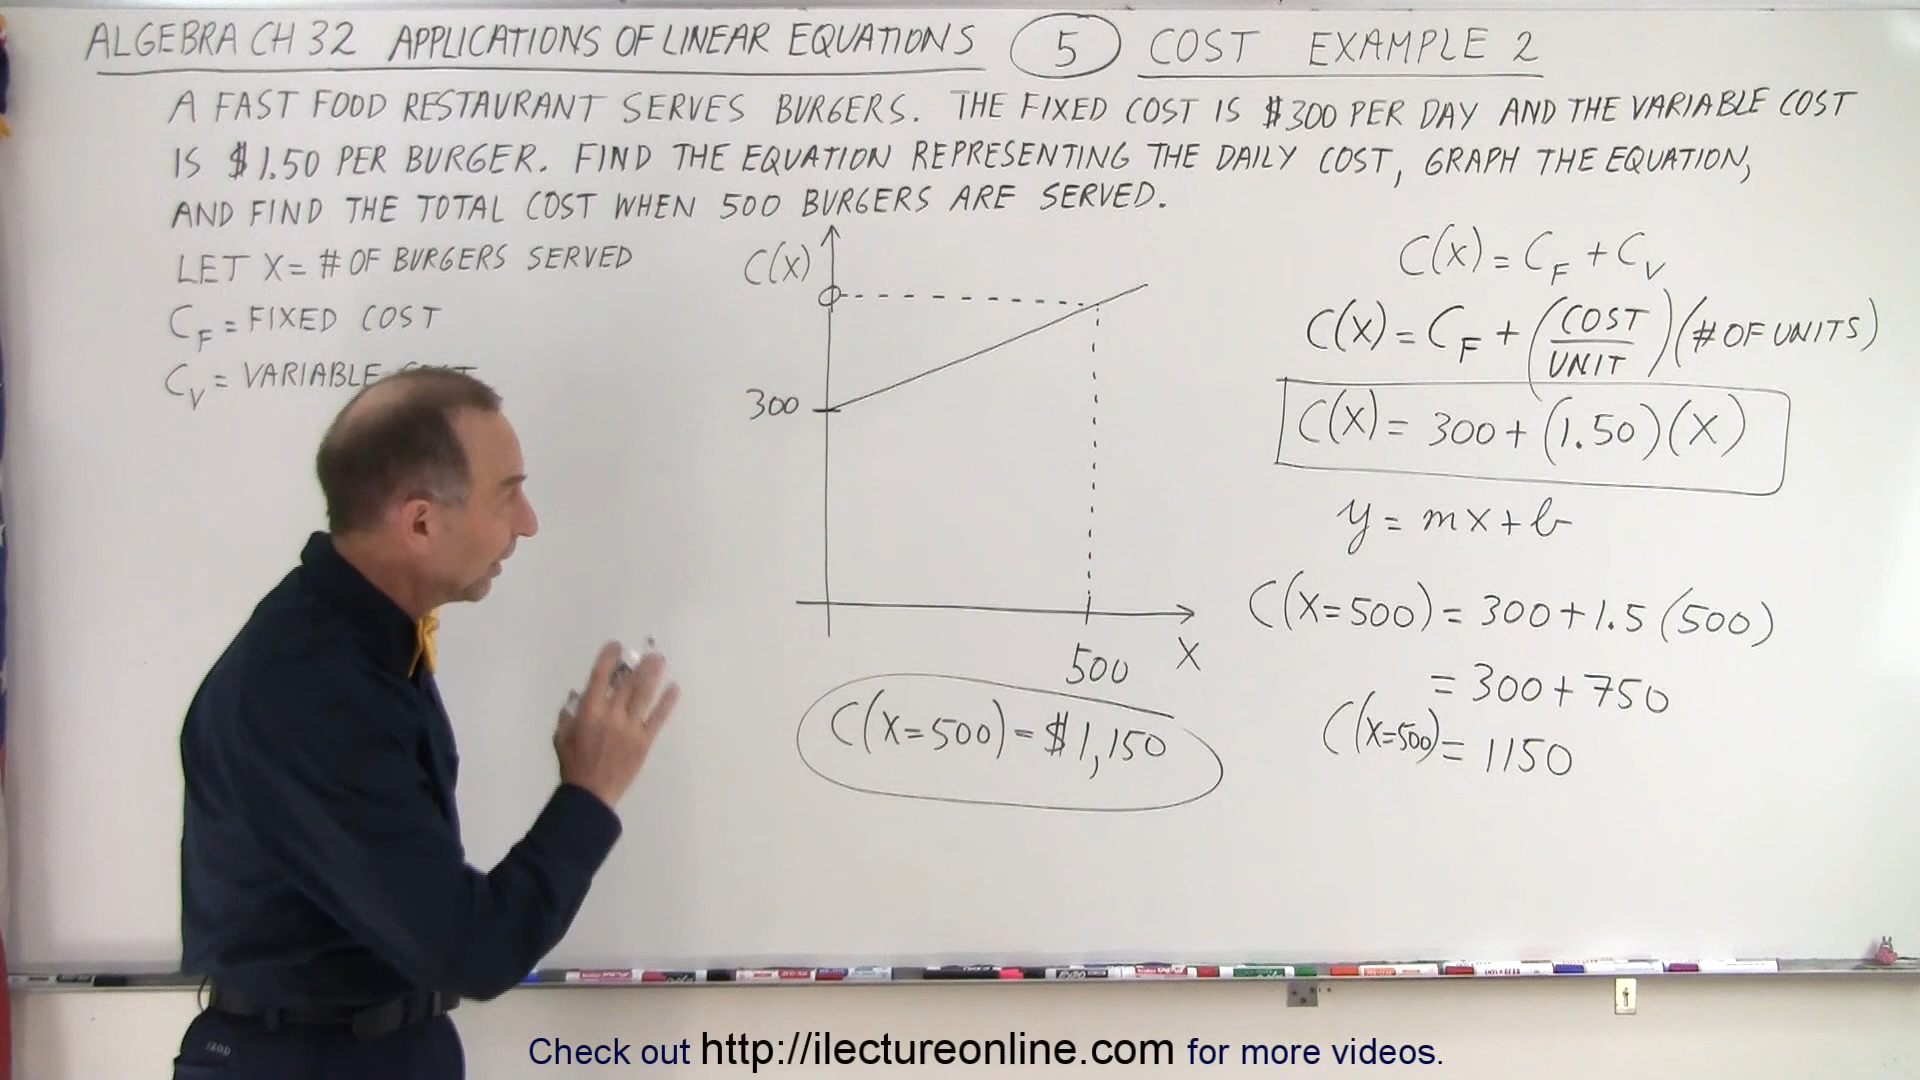 ALGEBRA CH 32 APPLICATIONS OF LINEAR EQUATIONS 5 COST EXAMPLE 2
A FAST FOOD RESTAURANT SERVES BURGERS. THE FIXED COST IS $300 PER DAY AND THE VARIABLE COST
IS $1.50 PER BURGER. FIND THE EQUATION REPRESENTING THE DAILY COST, GRAPH THE EQUATION,
AND FIND THE TOTAL COST WHEN 500 BURGERS ARE SERVED.
LET X = # OF BURGERS SERVED
C_F = FIXED COST
C_V = VARIABLE COST
C(X)
300
500
X
C(X=500) = $1,150
C(X) = C_F + C_V
C(X) = C_F + (COST/UNIT)(# OF UNITS)
C(X) = 300 + (1.50)(X)
y = mx + b
C(X=500) = 300 + 1.5(500)
= 300 + 750
C(X=500) = 1150
IZOD
Check out http://ilectureonline.com for more videos.